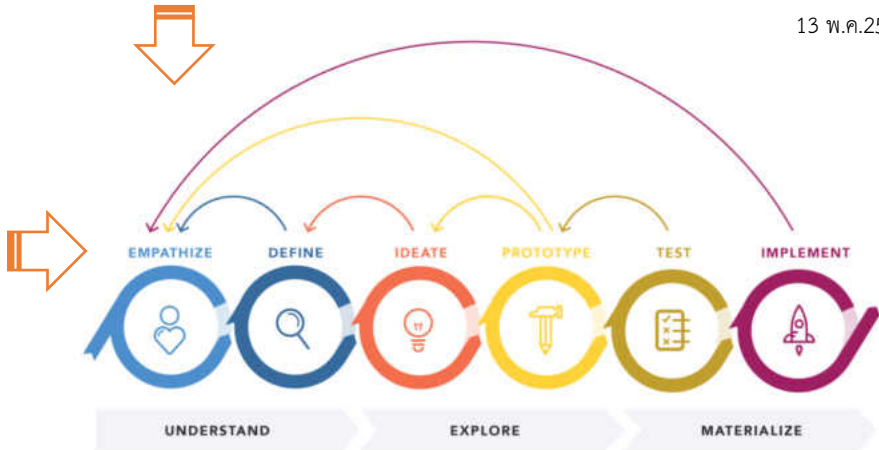 13 พ.ค.25
EMPATHIZE DEFINE IDEATE PROTOTYPE TEST IMPLEMENT
UNDERSTAND EXPLORE MATERIALIZE